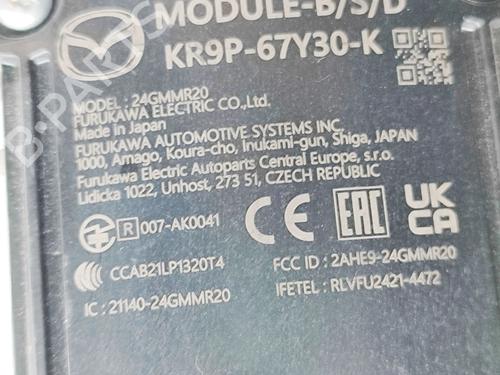 MODULE-B/S/D
KR9P-67Y30-K
MODEL : 24GMMR20
FURUKAWA ELECTRIC CO.,Ltd.
Made in Japan
FURUKAWA AUTOMOTIVE SYSTEMS INC.
1000, Amago, Koura-cho, Inukami-gun, Shiga, JAPAN
Furukawa Electric Autoparts Central Europe, s.r.o.
Lidicka 1022, Unhost, 273 51, CZECH REPUBLIC
R 007-AK0041
CE EAC UK CA
CCAB21LP1320T4
FCC ID : 2AHE9-24GMMR20
IC : 21140-24GMMR20
IFETEL : RLVFU2421-4472
B-PARTS